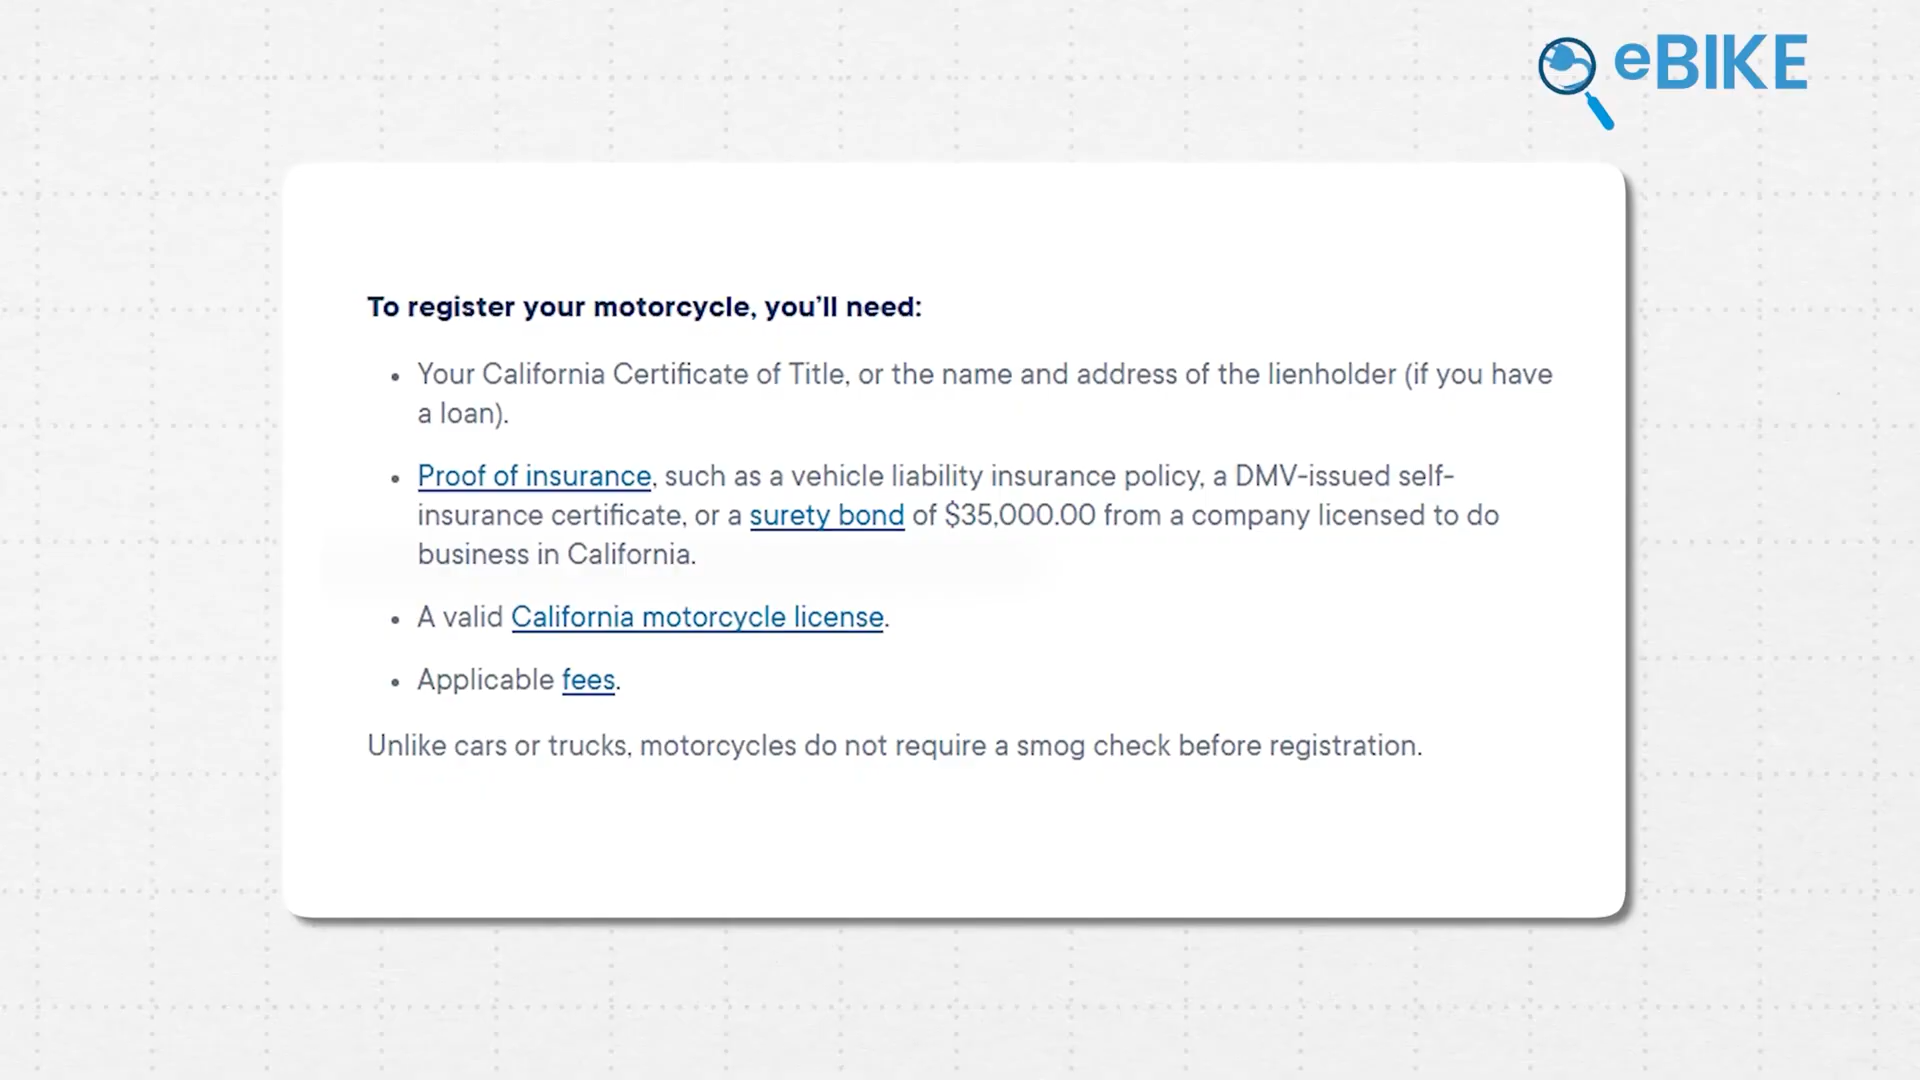 eBIKE
To register your motorcycle, you'll need:
• Your California Certificate of Title, or the name and address of the lienholder (if you have
a loan).
• Proof of insurance, such as a vehicle liability insurance policy, a DMV-issued self-
insurance certificate, or a surety bond of $35,000.00 from a company licensed to do
business in California.
• A valid California motorcycle license.
• Applicable fees.
Unlike cars or trucks, motorcycles do not require a smog check before registration.